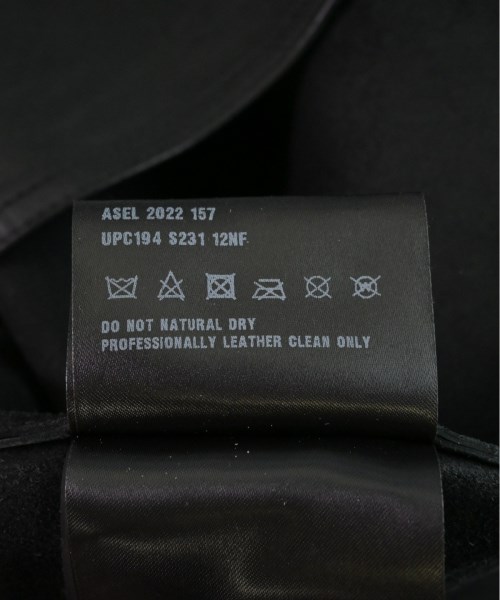 ASEL 2022 157
UPC194 S231 12NF
DO NOT NATURAL DRY
PROFESSIONALLY LEATHER CLEAN ONLY